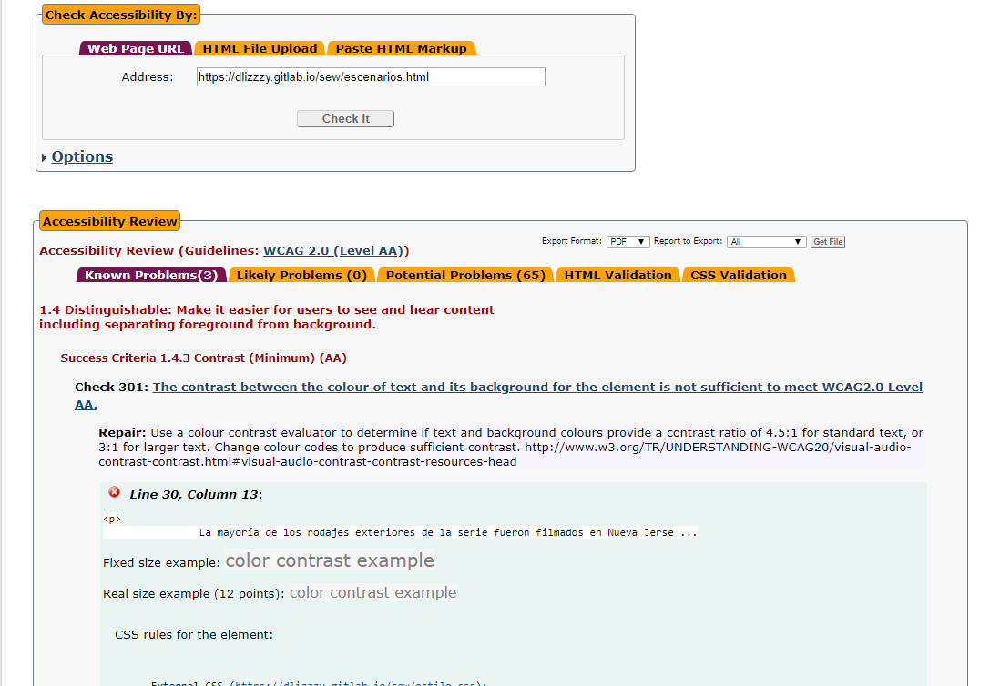 Check Accessibility By:
Web Page URL HTML File Upload Paste HTML Markup
Address: https://dlizzzy.gitlab.io/sew/escenarios.html
Check It
Options
Accessibility Review
Export Format: PDF Report to Export: All Get File
Accessibility Review (Guidelines: WCAG 2.0 (Level AA))
Known Problems(3) Likely Problems (0) Potential Problems (65) HTML Validation CSS Validation
1.4 Distinguishable: Make it easier for users to see and hear content
including separating foreground from background.
Success Criteria 1.4.3 Contrast (Minimum) (AA)
Check 301: The contrast between the colour of text and its background for the element is not sufficient to meet WCAG2.0 Level
AA.
Repair: Use a colour contrast evaluator to determine if text and background colours provide a contrast ratio of 4.5:1 for standard text, or
3:1 for larger text. Change colour codes to produce sufficient contrast. http://www.w3.org/TR/UNDERSTANDING-WCAG20/visual-audio-
contrast-contrast.html#visual-audio-contrast-contrast-resources-head
Line 30, Column 13:
<p>
La mayoría de los rodajes exteriores de la serie fueron filmados en Nueva Jerse ...
Fixed size example: color contrast example
Real size example (12 points): color contrast example
CSS rules for the element:
External CSS (https://dlizzzy.gitlab.io/sew/estilo.css):